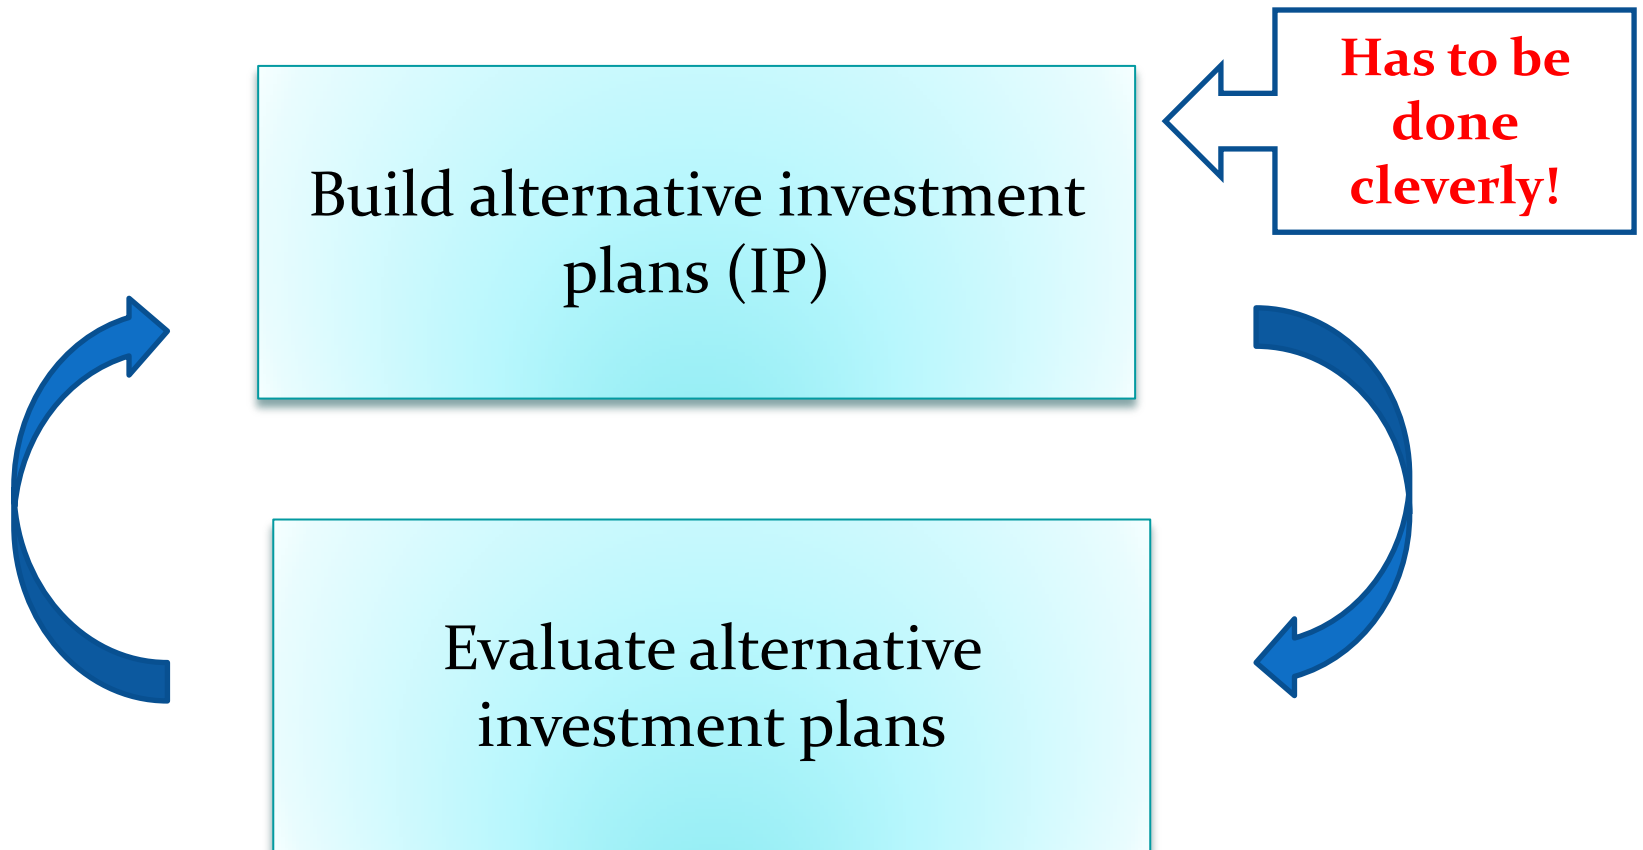 Has to be
done
cleverly!
Build alternative investment
plans (IP)
Evaluate alternative
investment plans